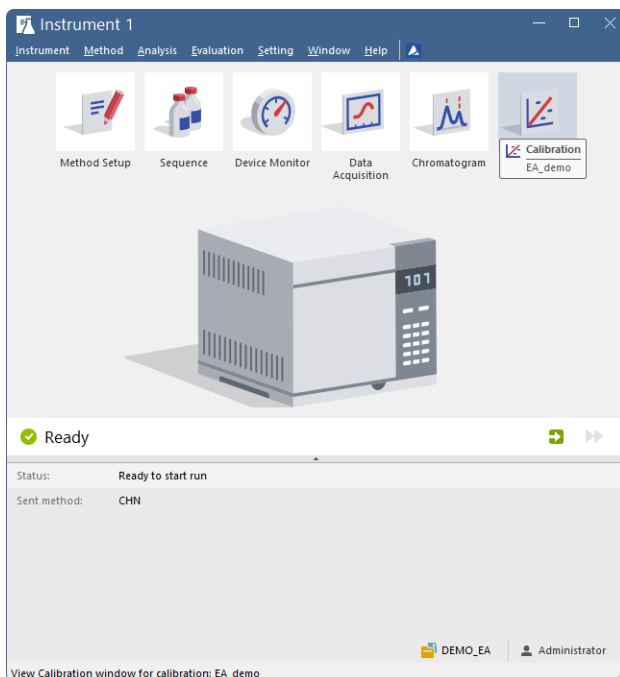 Instrument 1
Instrument Method Analysis Evaluation Setting Window Help
Method Setup Sequence Device Monitor Data Acquisition Chromatogram Calibration
EA_demo
101
Ready
Status: Ready to start run
Sent method: CHN
DEMO_EA Administrator
View Calibration window for calibration: EA_demo